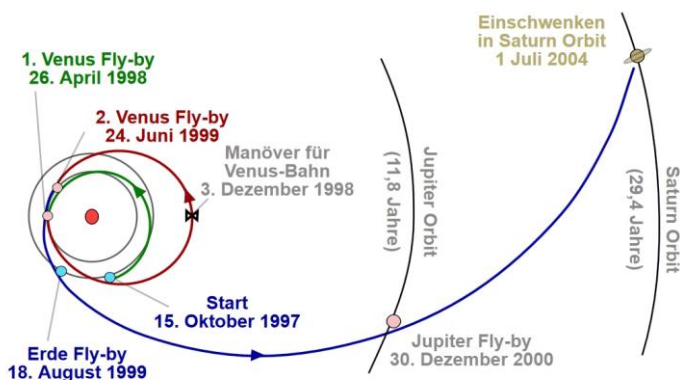 Einschwenken
in Saturn Orbit
1 Juli 2004
1. Venus Fly-by
26. April 1998
2. Venus Fly-by
24. Juni 1999
Manöver für
Venus-Bahn
3. Dezember 1998
Jupiter Orbit
(11,8 Jahre)
Saturn Orbit
(29,4 Jahre)
Start
15. Oktober 1997
Erde Fly-by
18. August 1999
Jupiter Fly-by
30. Dezember 2000